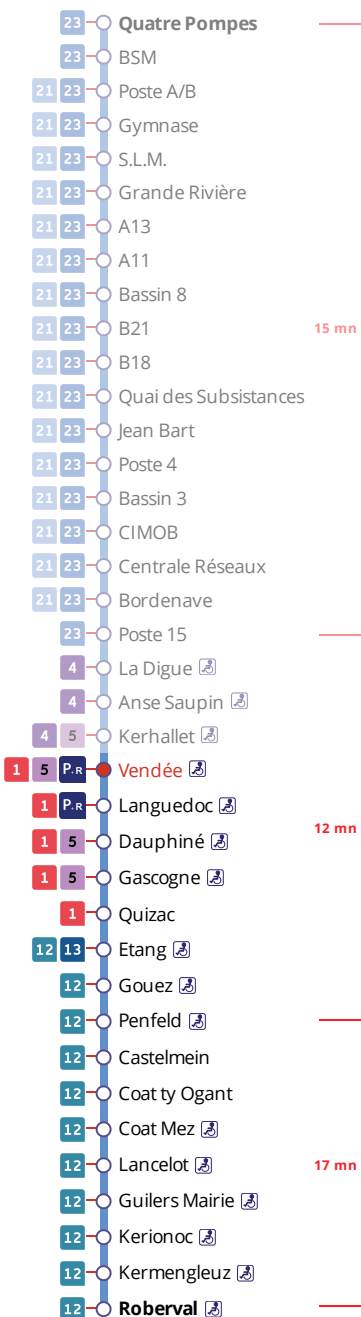 23 Quatre Pompes
23 BSM
21 23 Poste A/B
21 23 Gymnase
21 23 S.L.M.
21 23 Grande Rivière
21 23 A13
21 23 A11
21 23 Bassin 8
21 23 B21 15 mn
21 23 B18
21 23 Quai des Subsistances
21 23 Jean Bart
21 23 Poste 4
21 23 Bassin 3
21 23 CIMOB
21 23 Centrale Réseaux
21 23 Bordenave
23 Poste 15
4 La Digue
4 Anse Saupin
4 5 Kerhallet
1 5 P.R Vendée
1 P.R Languedoc
12 mn
1 5 Dauphiné
1 5 Gascogne
1 Quizac
12 13 Etang
12 Gouez
12 Penfeld
12 Castelmein
12 Coat ty Ogant
12 Coat Mez
12 Lancelot 17 mn
12 Guilers Mairie
12 Kerionoc
12 Kermengleuz
12 Roberval